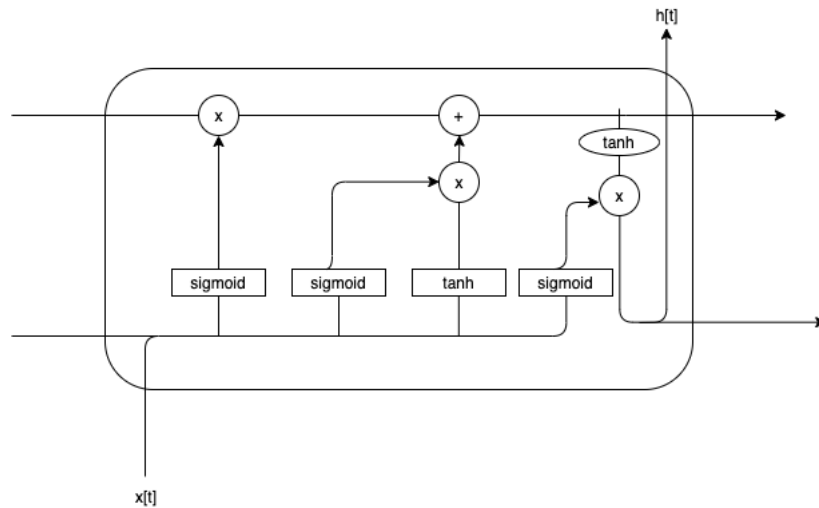 h[t]
x
+
tanh
x
x
sigmoid
sigmoid
tanh
sigmoid
x[t]